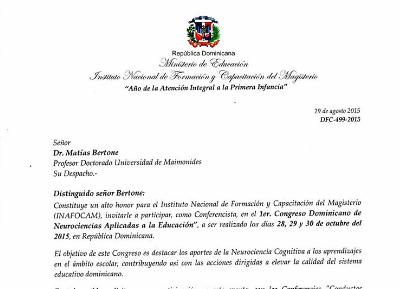 República Dominicana
Ministerio de Educación
Instituto Nacional de Formación y Capacitación del Magisterio
"Año de la Atención Integral a la Primera Infancia"
29 de agosto 2015
DFC-499-2015
Señor
Dr. Matías Bertone
Profesor Doctorado Universidad de Maimonides
Su Despacho.-
Distinguido señor Bertone:
Constituye un alto honor para el Instituto Nacional de Formación y Capacitación del Magisterio
(INAFOCAM), invitarle a participar, como Conferencista, en el 1er. Congreso Dominicano de
Neurociencias Aplicadas a la Educación", a ser realizado los días 28, 29 y 30 de octubre del
2015, en República Dominicana.
El objetivo de este Congreso es destacar los aportes de la Neurociencia Cognitiva a los aprendizajes
en el ámbito escolar, contribuyendo así con las acciones dirigidas a elevar la calidad del sistema
educativo dominicano.